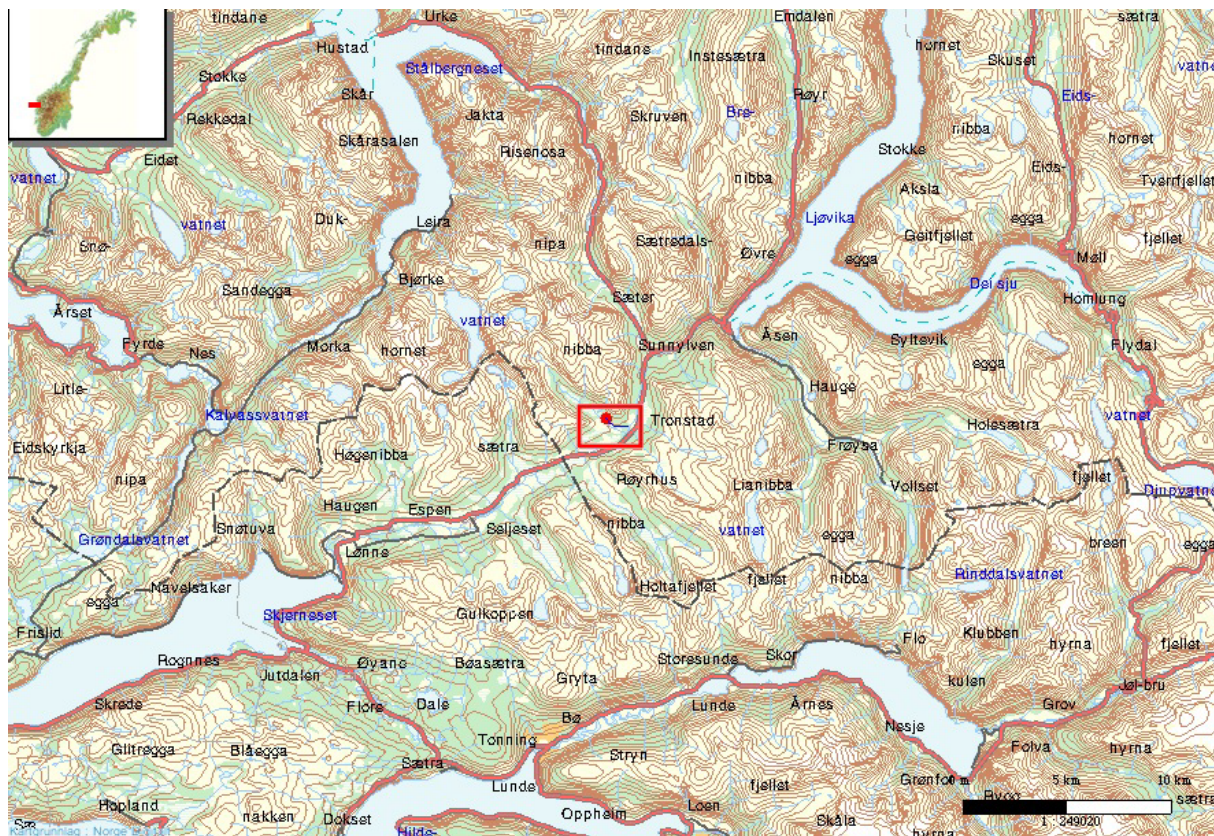 tindane
Urke
Emdalen
hornet
sætra
Hustad
tindane
Instesætra
Skuset
Stokke
Stålbergneset
Skår
Røyr
Eids-
Rekkedal
Jakta
Skruven
Bre-
nibba
hornet
Skårasalen
Risenosa
Stokke
Eidet
vatnet
nibba
Aksla
Eids-
Tverrfjellet
vatnet
Duk-
Leira
Ljøvika
egga
Snø-
nipa
Sætredals-
Geitfjellet
fjellet
Øvre
egga
Møll
Bjørke
Sandegga
Sæter
Dei sju
Homlung
Årset
vatnet
Fyrde
Nes
Morka
hornet
nibba
Sunnylven
Åsen
Syltevik
Flydal
egga
Litle-
Hauge
Kalvassvatnet
Tronstad
Holesætra
vatnet
Eidskyrkja
Høgenibba
sætra
Frøysa
nipa
Røyrhus
Lianibba
Vollset
fjellet
Djupvatnet
Haugen
Espen
Snøtuva
Seljeset
nibba
vatnet
egga
breen
Grøndalsvatnet
Lønne
egga
Navelsaker
Holtafjellet
fjellet
nibba
Rinddalsvatnet
egga
Skjerneset
Gulkoppen
Frislid
Flo
Klubben
hyrna
fjellet
Rognnes
Øvang
Bøasætra
Storesunde
Skor
Jutdalen
Gryta
kulen
Jøl-bru
Skrede
Flore
Dale
Bø
Lunde
Årnes
Grov
Nesje
Giltregga
Blåegga
Tonning
Stryn
Folva
hyrna
Sætra
Lunde
fjellet
5 km
10 km
Hopland
nakken
Dokset
Oppheim
Loen
Skåla
hyrna
1 : 249020